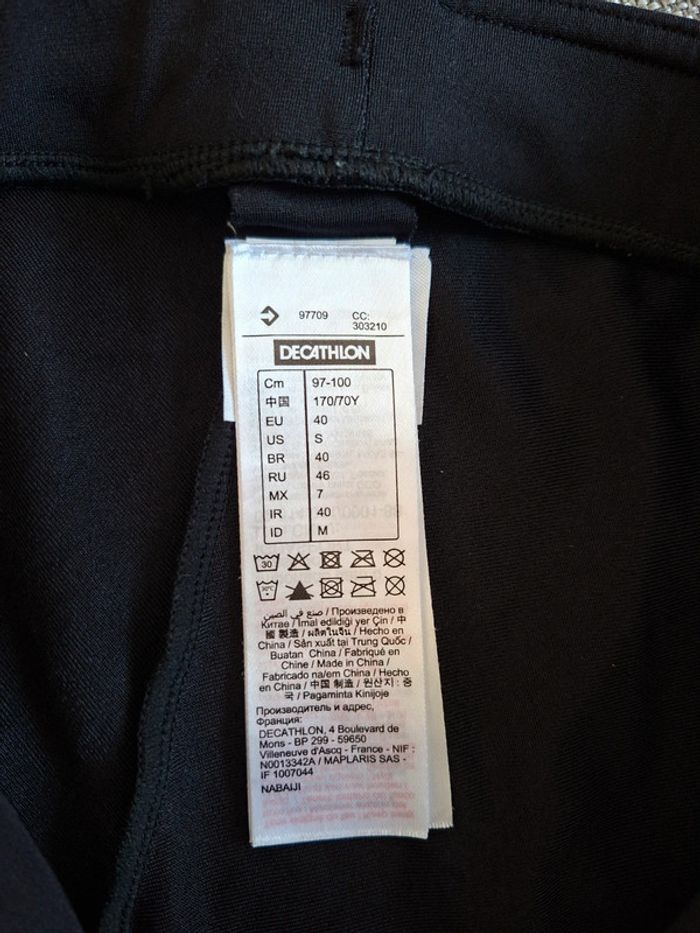 97709 CC:
303210
DECATHLON
Cm 97-100
中国 170/70Y
EU 40
US S
BR 40
RU 46
MX 7
IR 40
ID M
30
30°C
صنع في الصين / Произведено в
Китае / İmal edildiği yer Çin / 中
國 製造 / ผลิตในจีน / Hecho en
China / Sản xuất tại Trung Quốc /
Buatan China / Fabriqué en
Chine / Made in China /
Fabricado na/em China / Hecho
en China / 中国 制造 / 원산지 : 중
국 / Pagaminta Kinijoje
Производитель и адрес,
Франция:
DECATHLON, 4 Boulevard de
Mons - BP 299 - 59650
Villeneuve d'Ascq - France - NIF :
N0013342A / MAPLARIS SAS -
IF 1007044
NABAIJI